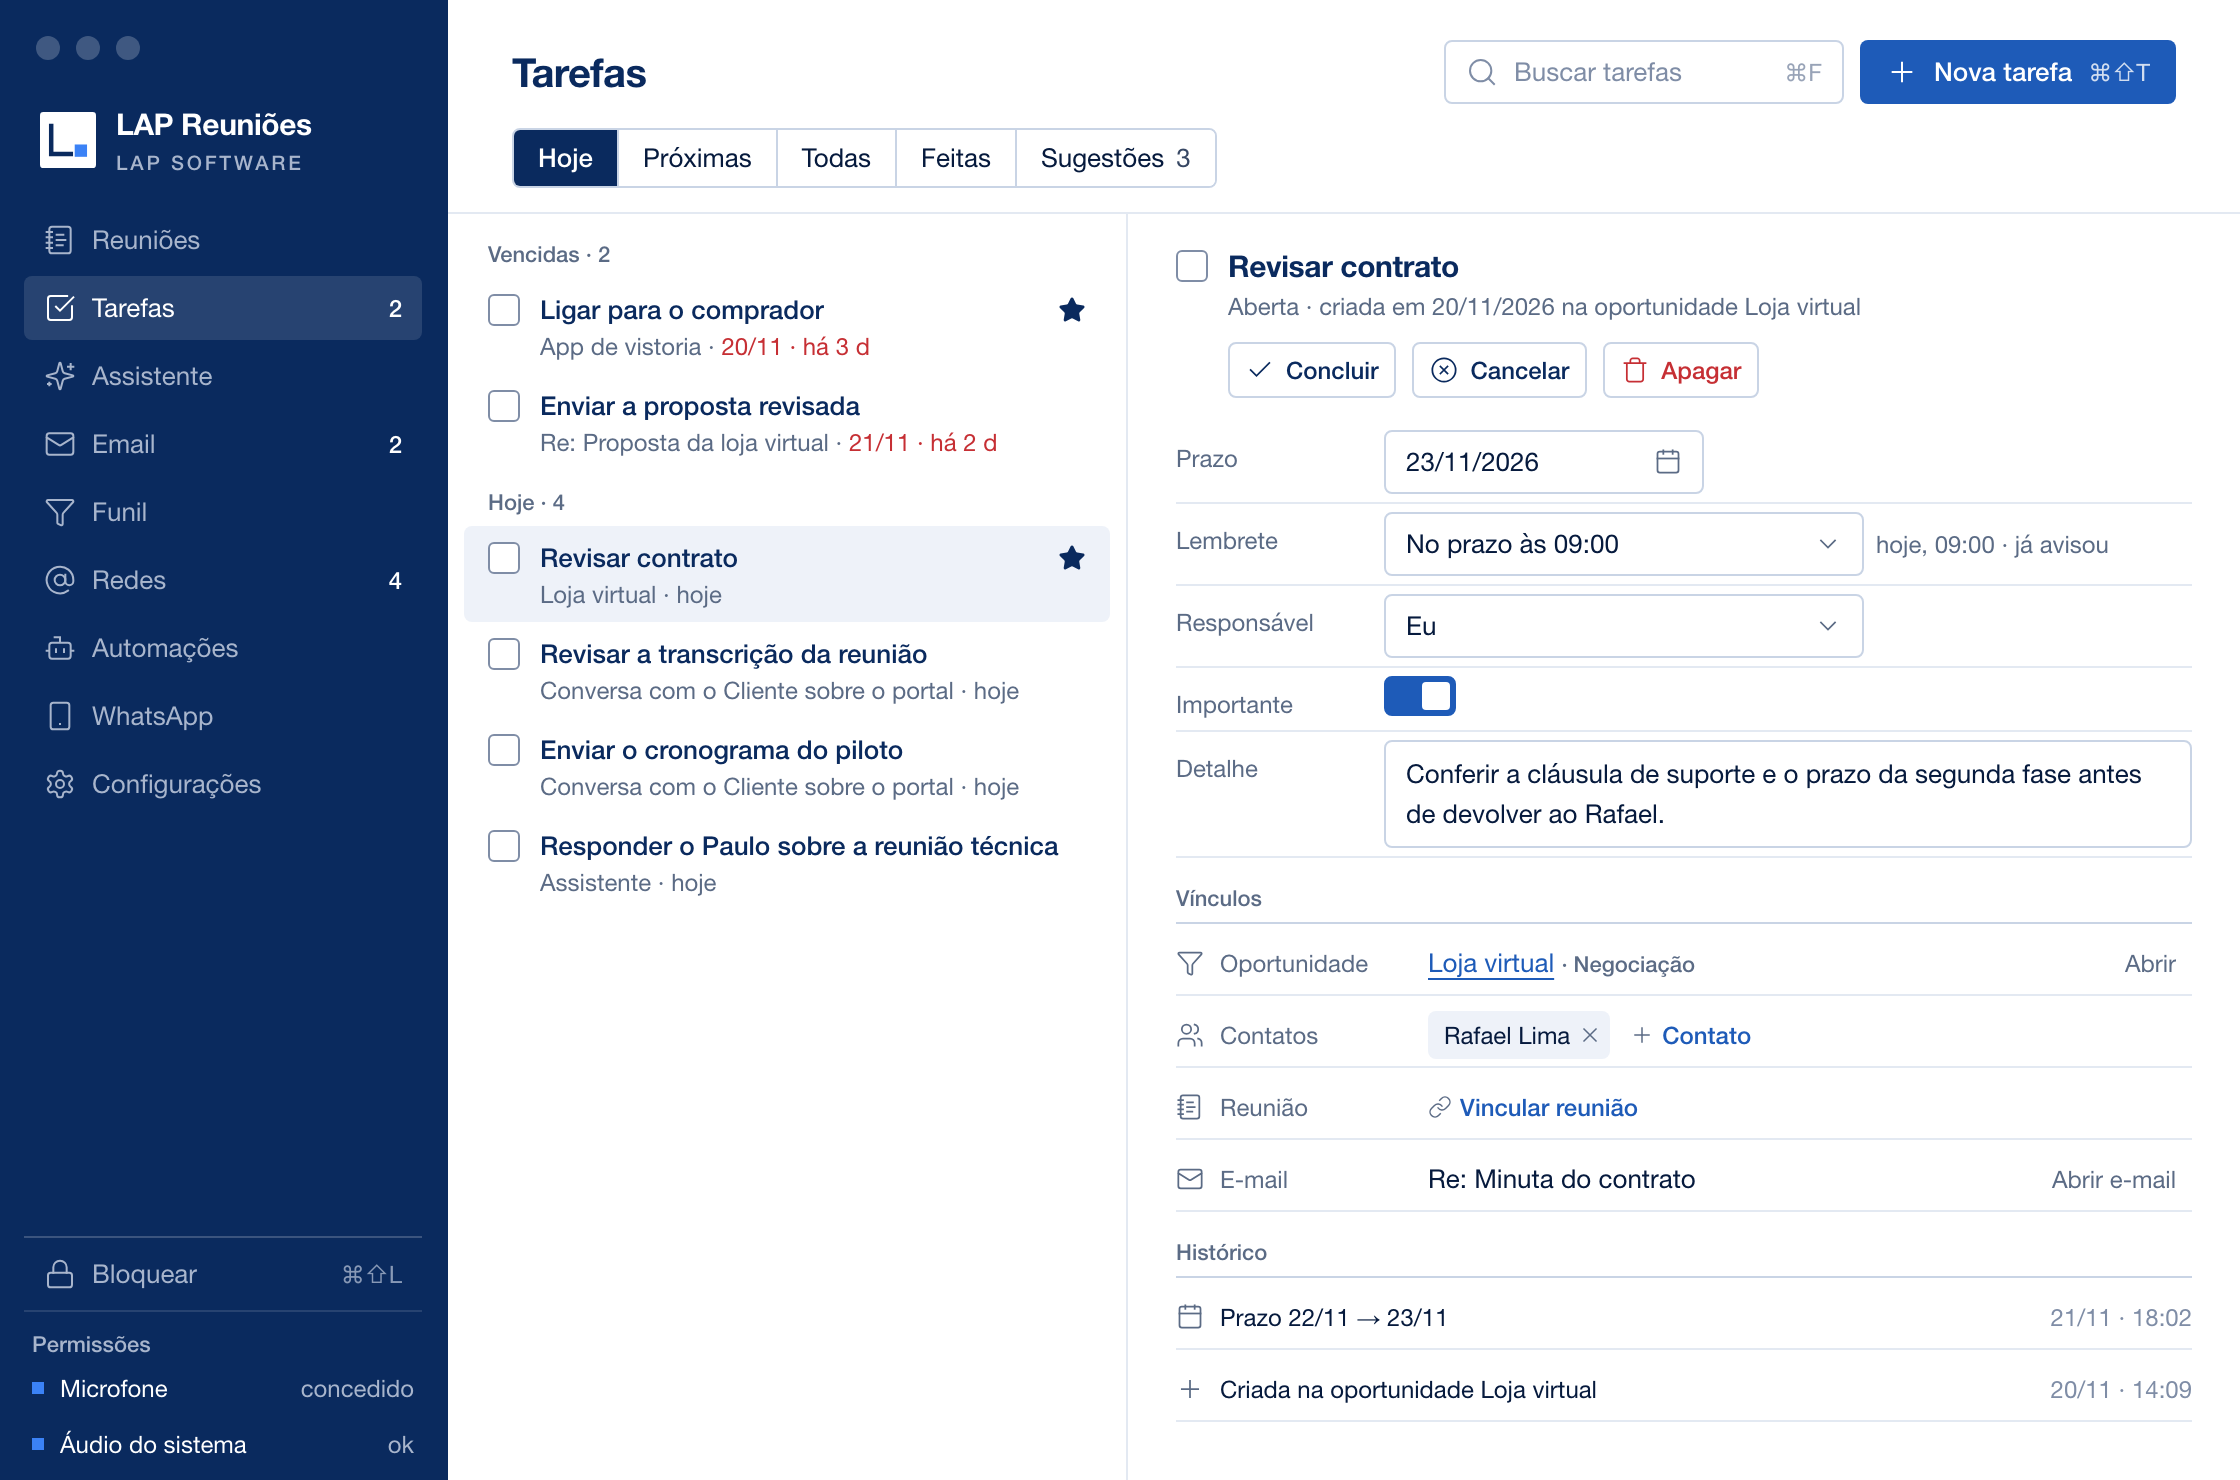 LAP Reuniões
LAP SOFTWARE
Reuniões
Tarefas 2
Assistente
Email 2
Funil
Redes 4
Automações
WhatsApp
Configurações
Bloquear ⌘⇧L
Permissões
Microfone concedido
Áudio do sistema ok
Tarefas
Buscar tarefas ⌘F
Nova tarefa ⌘⇧T
Hoje Próximas Todas Feitas Sugestões 3
Vencidas · 2
Ligar para o comprador
App de vistoria · 20/11 · há 3 d
Enviar a proposta revisada
Re: Proposta da loja virtual · 21/11 · há 2 d
Hoje · 4
Revisar contrato
Loja virtual · hoje
Revisar a transcrição da reunião
Conversa com o Cliente sobre o portal · hoje
Enviar o cronograma do piloto
Conversa com o Cliente sobre o portal · hoje
Responder o Paulo sobre a reunião técnica
Assistente · hoje
Revisar contrato
Aberta · criada em 20/11/2026 na oportunidade Loja virtual
Concluir Cancelar Apagar
Prazo 23/11/2026
Lembrete No prazo às 09:00 hoje, 09:00 · já avisou
Responsável Eu
Importante
Detalhe Conferir a cláusula de suporte e o prazo da segunda fase antes
de devolver ao Rafael.
Vínculos
Oportunidade Loja virtual · Negociação Abrir
Contatos Rafael Lima + Contato
Reunião Vincular reunião
E-mail Re: Minuta do contrato Abrir e-mail
Histórico
Prazo 22/11 → 23/11 21/11 · 18:02
Criada na oportunidade Loja virtual 20/11 · 14:09